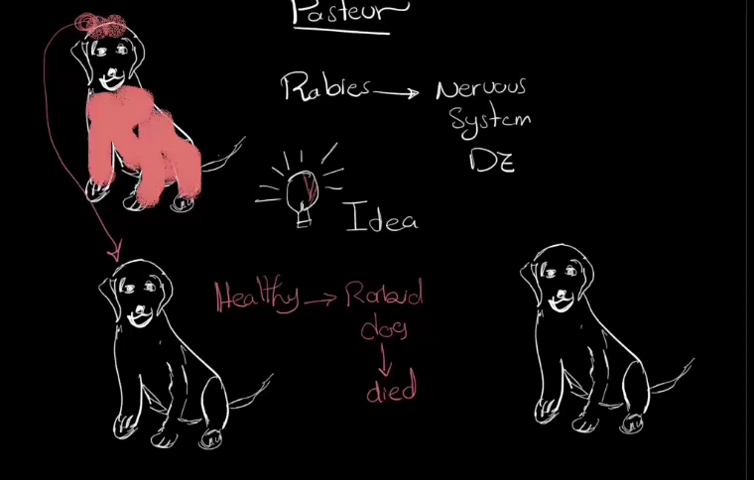 Pasteur
Rabies → Nervous
System
DZ
Idea
Healthy → Rabid
dog
↓
died